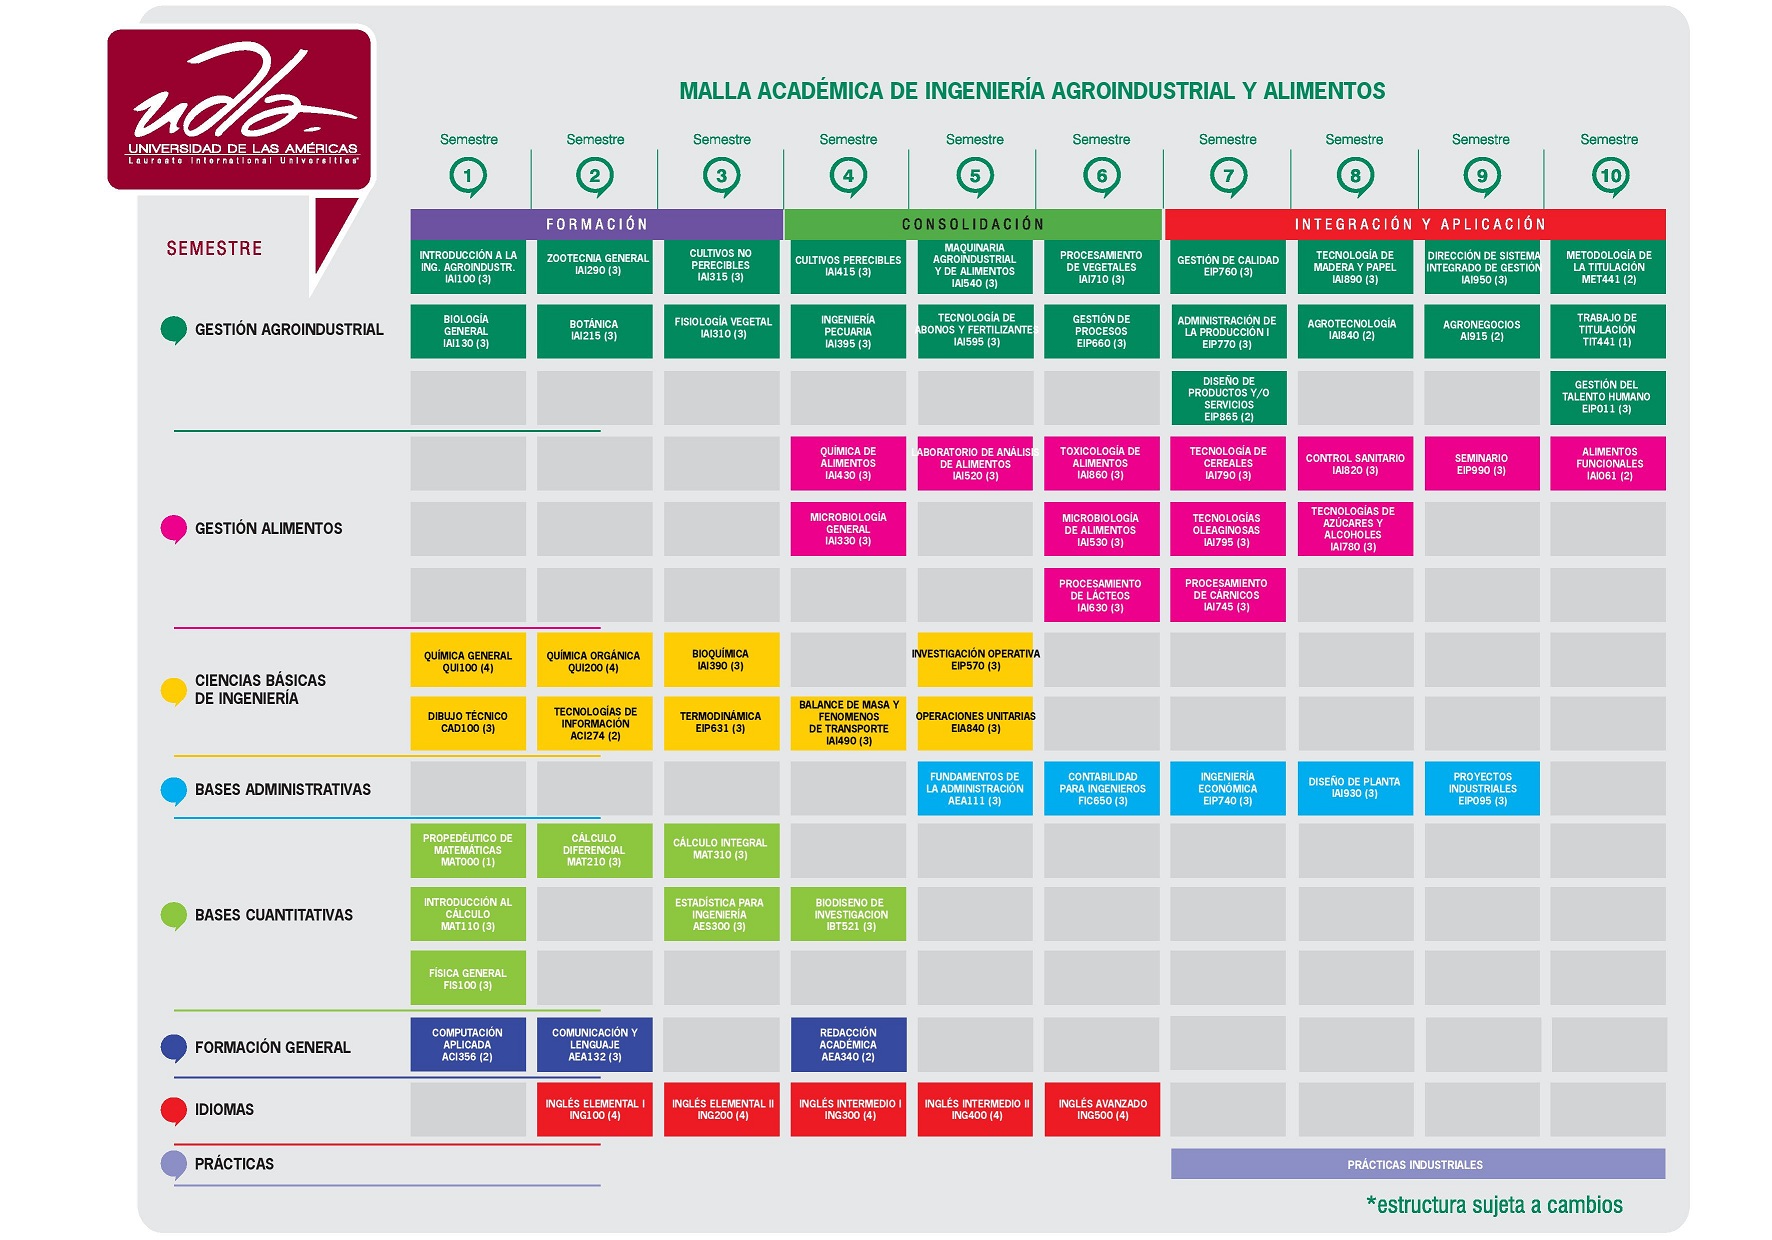 udla
UNIVERSIDAD DE LAS AMÉRICAS
Laureate International Universities®
MALLA ACADÉMICA DE INGENIERÍA AGROINDUSTRIAL Y ALIMENTOS
Semestre Semestre Semestre Semestre Semestre Semestre Semestre Semestre Semestre Semestre
1 2 3 4 5 6 7 8 9 10
FORMACIÓN CONSOLIDACIÓN INTEGRACIÓN Y APLICACIÓN
SEMESTRE
GESTIÓN AGROINDUSTRIAL
INTRODUCCIÓN A LA
ING. AGROINDUSTR.
IAI100 (3)
ZOOTECNIA GENERAL
IAI290 (3)
CULTIVOS NO
PERECIBLES
IAI315 (3)
CULTIVOS PERECIBLES
IAI415 (3)
MAQUINARIA
AGROINDUSTRIAL
Y DE ALIMENTOS
IAI540 (3)
PROCESAMIENTO
DE VEGETALES
IAI710 (3)
GESTIÓN DE CALIDAD
EIP760 (3)
TECNOLOGÍA DE
MADERA Y PAPEL
IAI890 (3)
DIRECCIÓN DE SISTEMA
INTEGRADO DE GESTIÓN
IAI950 (3)
METODOLOGÍA DE
LA TITULACIÓN
MET441 (2)
BIOLOGÍA
GENERAL
IAI130 (3)
BOTÁNICA
IAI215 (3)
FISIOLOGÍA VEGETAL
IAI310 (3)
INGENIERÍA
PECUARIA
IAI395 (3)
TECNOLOGÍA DE
ABONOS Y FERTILIZANTES
IAI595 (3)
GESTIÓN DE
PROCESOS
EIP660 (3)
ADMINISTRACIÓN DE
LA PRODUCCIÓN I
EIP770 (3)
AGROTECNOLOGÍA
IAI840 (2)
AGRONEGOCIOS
AI915 (2)
TRABAJO DE
TITULACIÓN
TIT441 (1)
DISEÑO DE
PRODUCTOS Y/O
SERVICIOS
EIP865 (2)
GESTIÓN DEL
TALENTO HUMANO
EIP011 (3)
GESTIÓN ALIMENTOS
QUÍMICA DE
ALIMENTOS
IAI430 (3)
LABORATORIO DE ANÁLISIS
DE ALIMENTOS
IAI520 (3)
TOXICOLOGÍA DE
ALIMENTOS
IAI860 (3)
TECNOLOGÍA DE
CEREALES
IAI790 (3)
CONTROL SANITARIO
IAI820 (3)
SEMINARIO
EIP990 (3)
ALIMENTOS
FUNCIONALES
IAI061 (2)
MICROBIOLOGÍA
GENERAL
IAI330 (3)
MICROBIOLOGÍA
DE ALIMENTOS
IAI530 (3)
TECNOLOGÍAS
OLEAGINOSAS
IAI795 (3)
TECNOLOGÍAS DE
AZÚCARES Y
ALCOHOLES
IAI780 (3)
PROCESAMIENTO
DE LÁCTEOS
IAI630 (3)
PROCESAMIENTO
DE CÁRNICOS
IAI745 (3)
CIENCIAS BÁSICAS
DE INGENIERÍA
QUÍMICA GENERAL
QUI100 (4)
QUÍMICA ORGÁNICA
QUI200 (4)
BIOQUÍMICA
IAI390 (3)
INVESTIGACIÓN OPERATIVA
EIP570 (3)
DIBUJO TÉCNICO
CAD100 (3)
TECNOLOGÍAS DE
INFORMACIÓN
ACI274 (2)
TERMODINÁMICA
EIP631 (3)
BALANCE DE MASA Y
FENOMENOS
DE TRANSPORTE
IAI490 (3)
OPERACIONES UNITARIAS
EIA840 (3)
BASES ADMINISTRATIVAS
FUNDAMENTOS DE
LA ADMINISTRACIÓN
AEA111 (3)
CONTABILIDAD
PARA INGENIEROS
FIC650 (3)
INGENIERÍA
ECONÓMICA
EIP740 (3)
DISEÑO DE PLANTA
IAI930 (3)
PROYECTOS
INDUSTRIALES
EIP095 (3)
BASES CUANTITATIVAS
PROPEDÉUTICO DE
MATEMÁTICAS
MAT000 (1)
CÁLCULO
DIFERENCIAL
MAT210 (3)
CÁLCULO INTEGRAL
MAT310 (3)
INTRODUCCIÓN AL
CÁLCULO
MAT110 (3)
ESTADÍSTICA PARA
INGENIERÍA
AES300 (3)
BIODISENO DE
INVESTIGACION
IBT521 (3)
FÍSICA GENERAL
FIS100 (3)
FORMACIÓN GENERAL
COMPUTACIÓN
APLICADA
ACI356 (2)
COMUNICACIÓN Y
LENGUAJE
AEA132 (3)
REDACCIÓN
ACADÉMICA
AEA340 (2)
IDIOMAS
INGLÉS ELEMENTAL I
ING100 (4)
INGLÉS ELEMENTAL II
ING200 (4)
INGLÉS INTERMEDIO I
ING300 (4)
INGLÉS INTERMEDIO II
ING400 (4)
INGLÉS AVANZADO
ING500 (4)
PRÁCTICAS
PRÁCTICAS INDUSTRIALES
*estructura sujeta a cambios